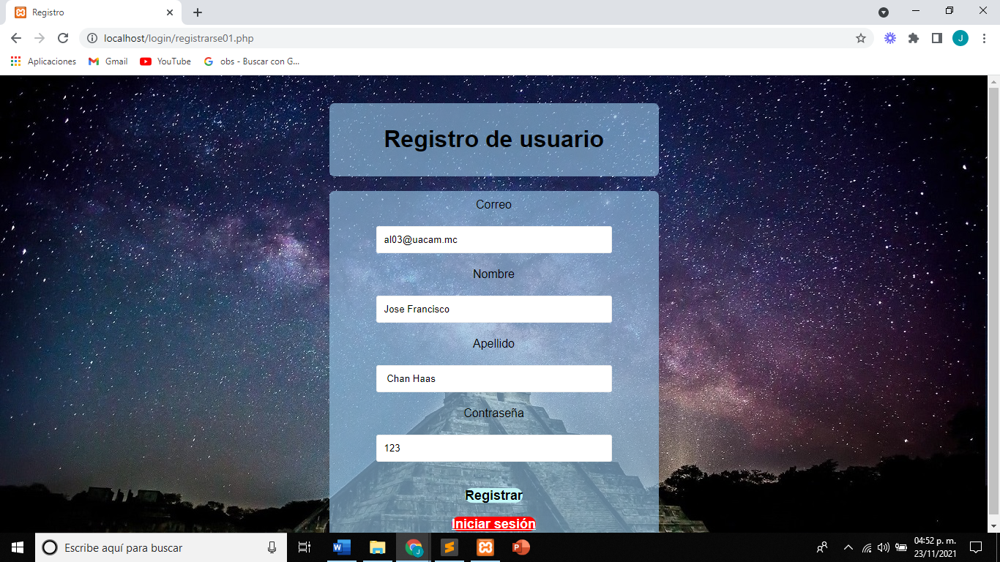 Registro
localhost/login/registrarse01.php
J
Aplicaciones
Gmail
YouTube
obs - Buscar con G...
Registro de usuario
Correo
al03@uacam.mc
Nombre
Jose Francisco
Apellido
Chan Haas
Contraseña
123
Registrar
Iniciar sesión
Escribe aquí para buscar
04:52 p. m.
23/11/2021